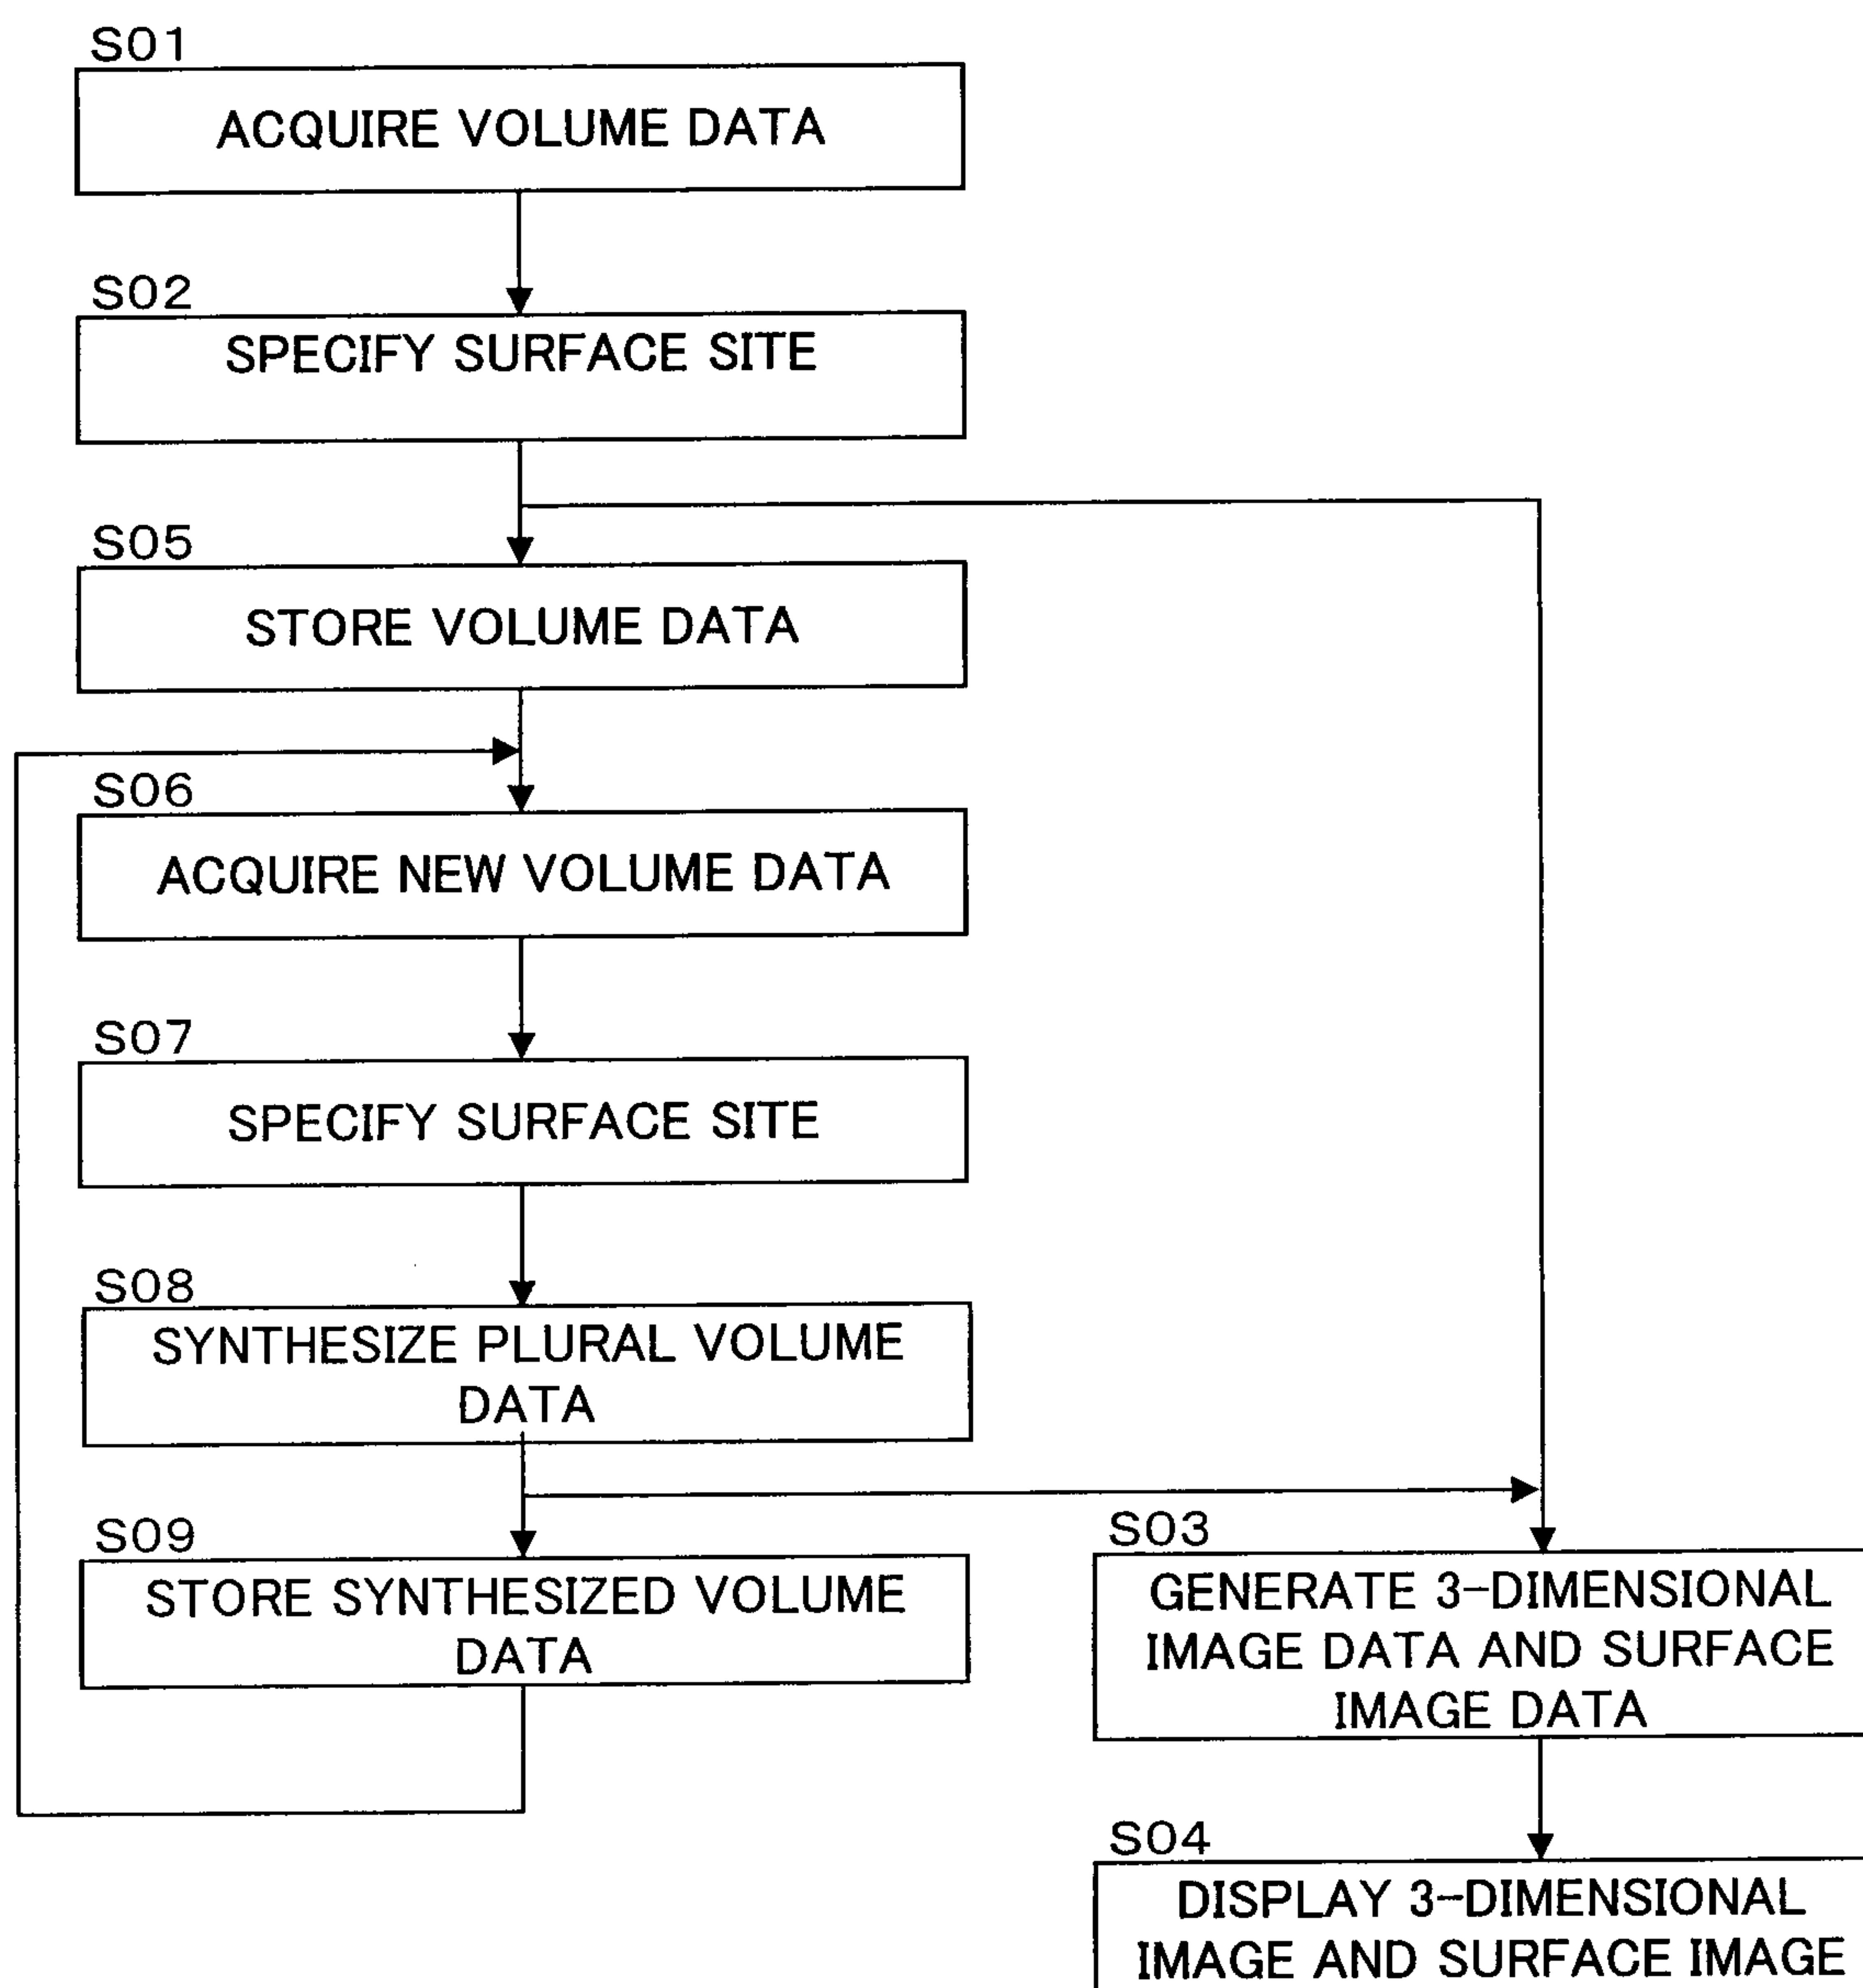 S01
ACQUIRE VOLUME DATA
S02
SPECIFY SURFACE SITE
S05
STORE VOLUME DATA
S06
ACQUIRE NEW VOLUME DATA
S07
SPECIFY SURFACE SITE
S08
SYNTHESIZE PLURAL VOLUME
DATA
S09
STORE SYNTHESIZED VOLUME
DATA
S03
GENERATE 3-DIMENSIONAL
IMAGE DATA AND SURFACE
IMAGE DATA
S04
DISPLAY 3-DIMENSIONAL
IMAGE AND SURFACE IMAGE